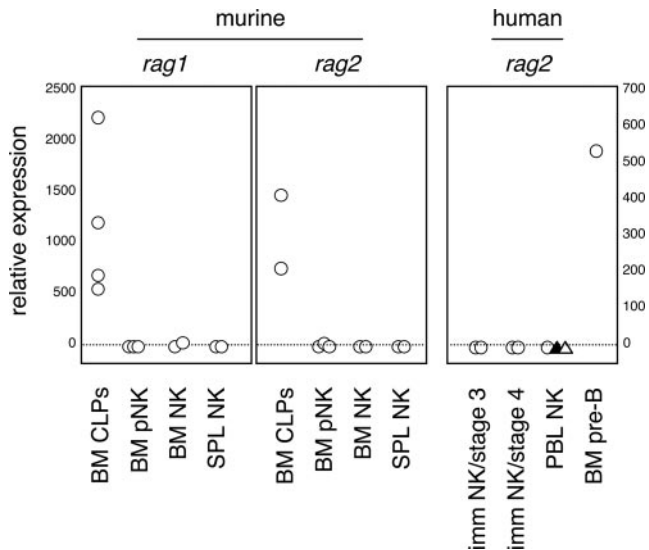 murine
human
rag1
rag2
rag2
relative expression
2500
2000
1500
1000
500
0
700
600
500
400
300
200
100
0
BM CLPs
BM pNK
BM NK
SPL NK
BM CLPs
BM pNK
BM NK
SPL NK
imm NK/stage 3
imm NK/stage 4
PBL NK
BM pre-B